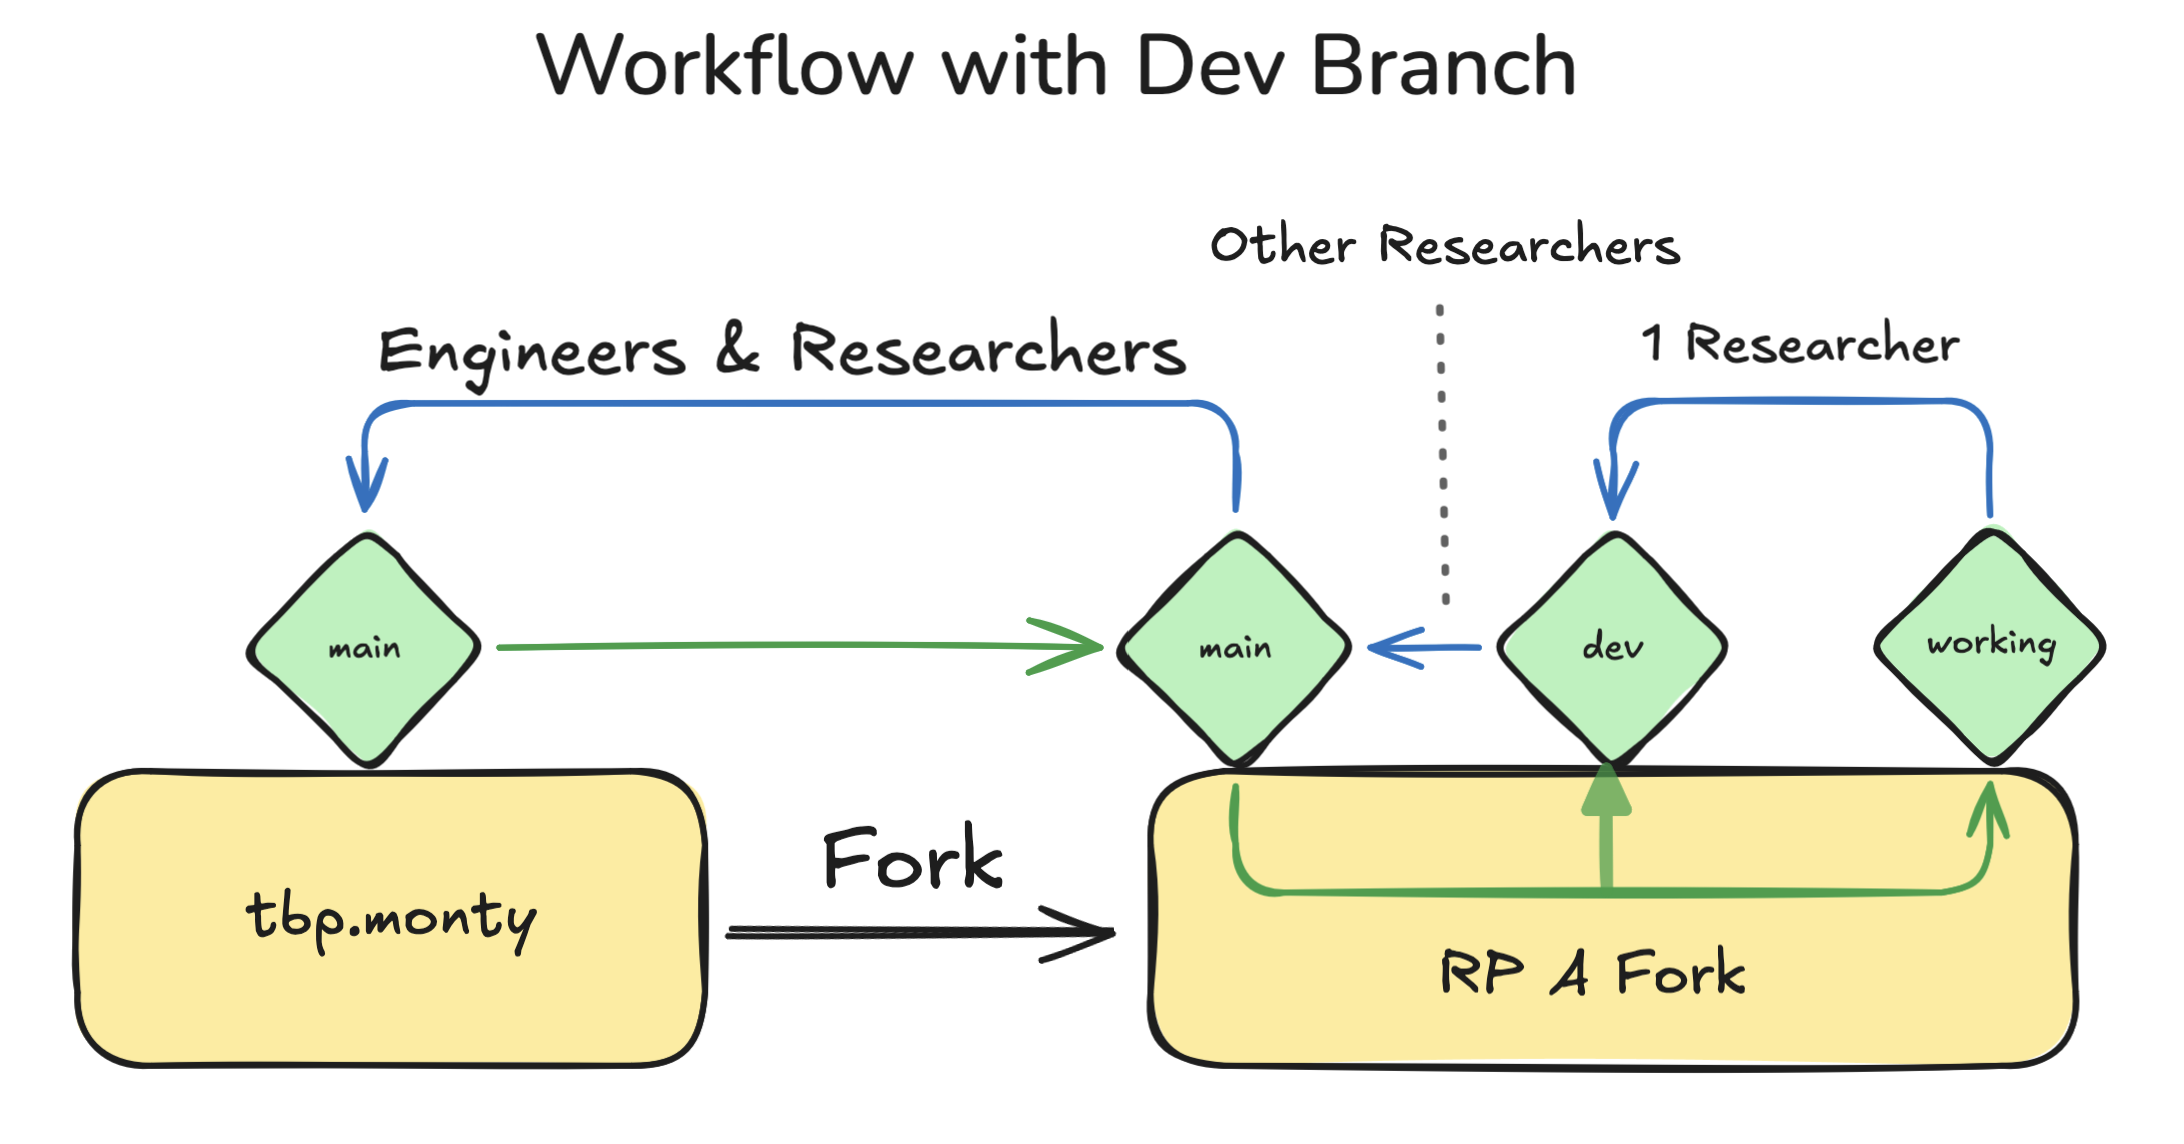 Workflow with Dev Branch
Other Researchers
Engineers & Researchers
1 Researcher
main
main
dev
working
Fork
tbp.monty
RP A Fork